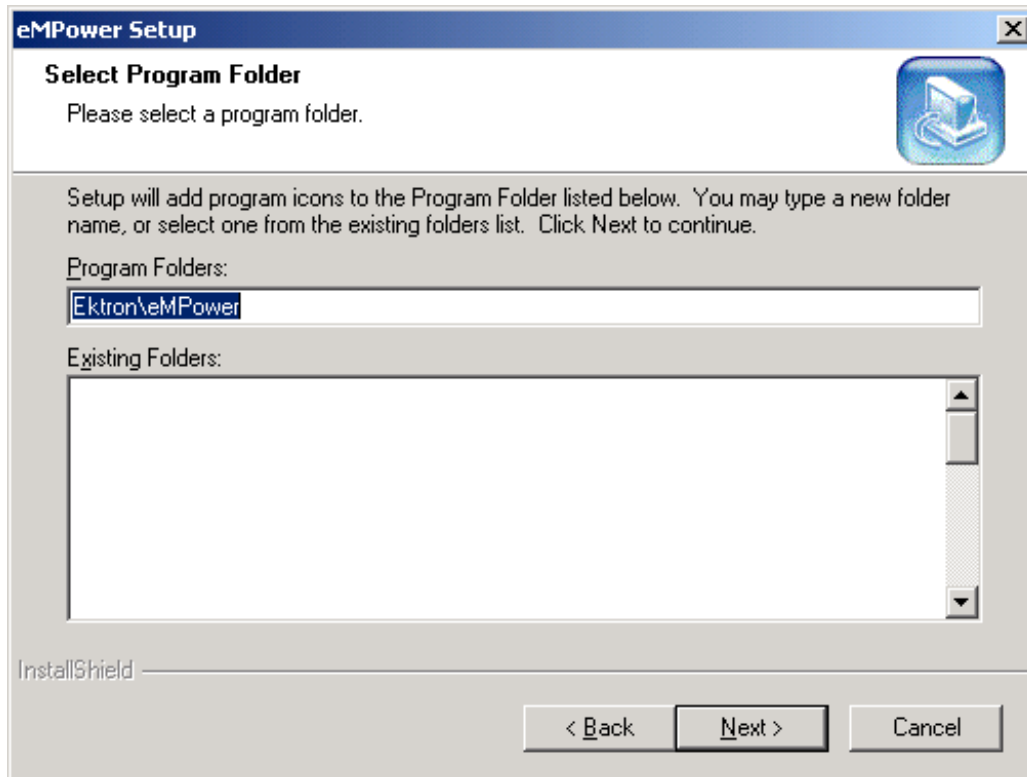 eMPower Setup
Select Program Folder
Please select a program folder.
Setup will add program icons to the Program Folder listed below. You may type a new folder
name, or select one from the existing folders list. Click Next to continue.
Program Folders:
Ektron\eMPower
Existing Folders:
InstallShield
< Back
Next >
Cancel